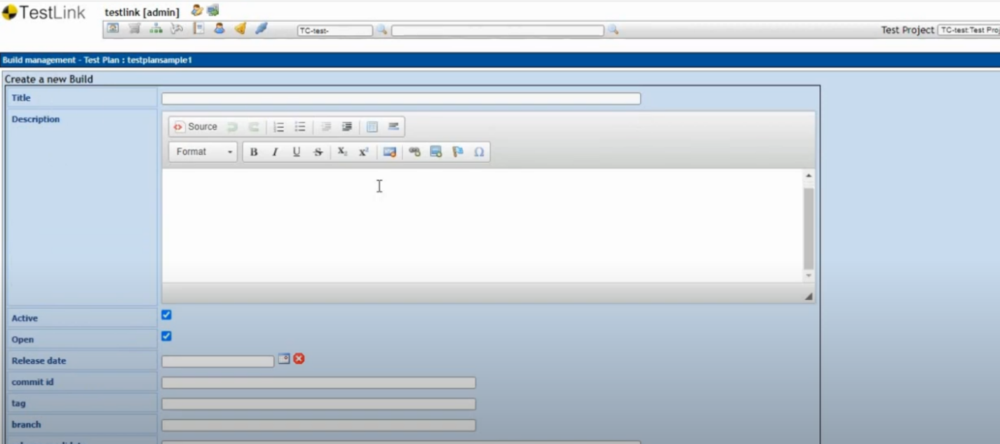 TestLink
testlink [admin]
TC-test-
Test Project TC-test:Test Proj
Build management - Test Plan : testplansample1
Create a new Build
Title
Description
Source
Format B I U S X₂ X² Ω
Active
Open
Release date
commit id
tag
branch